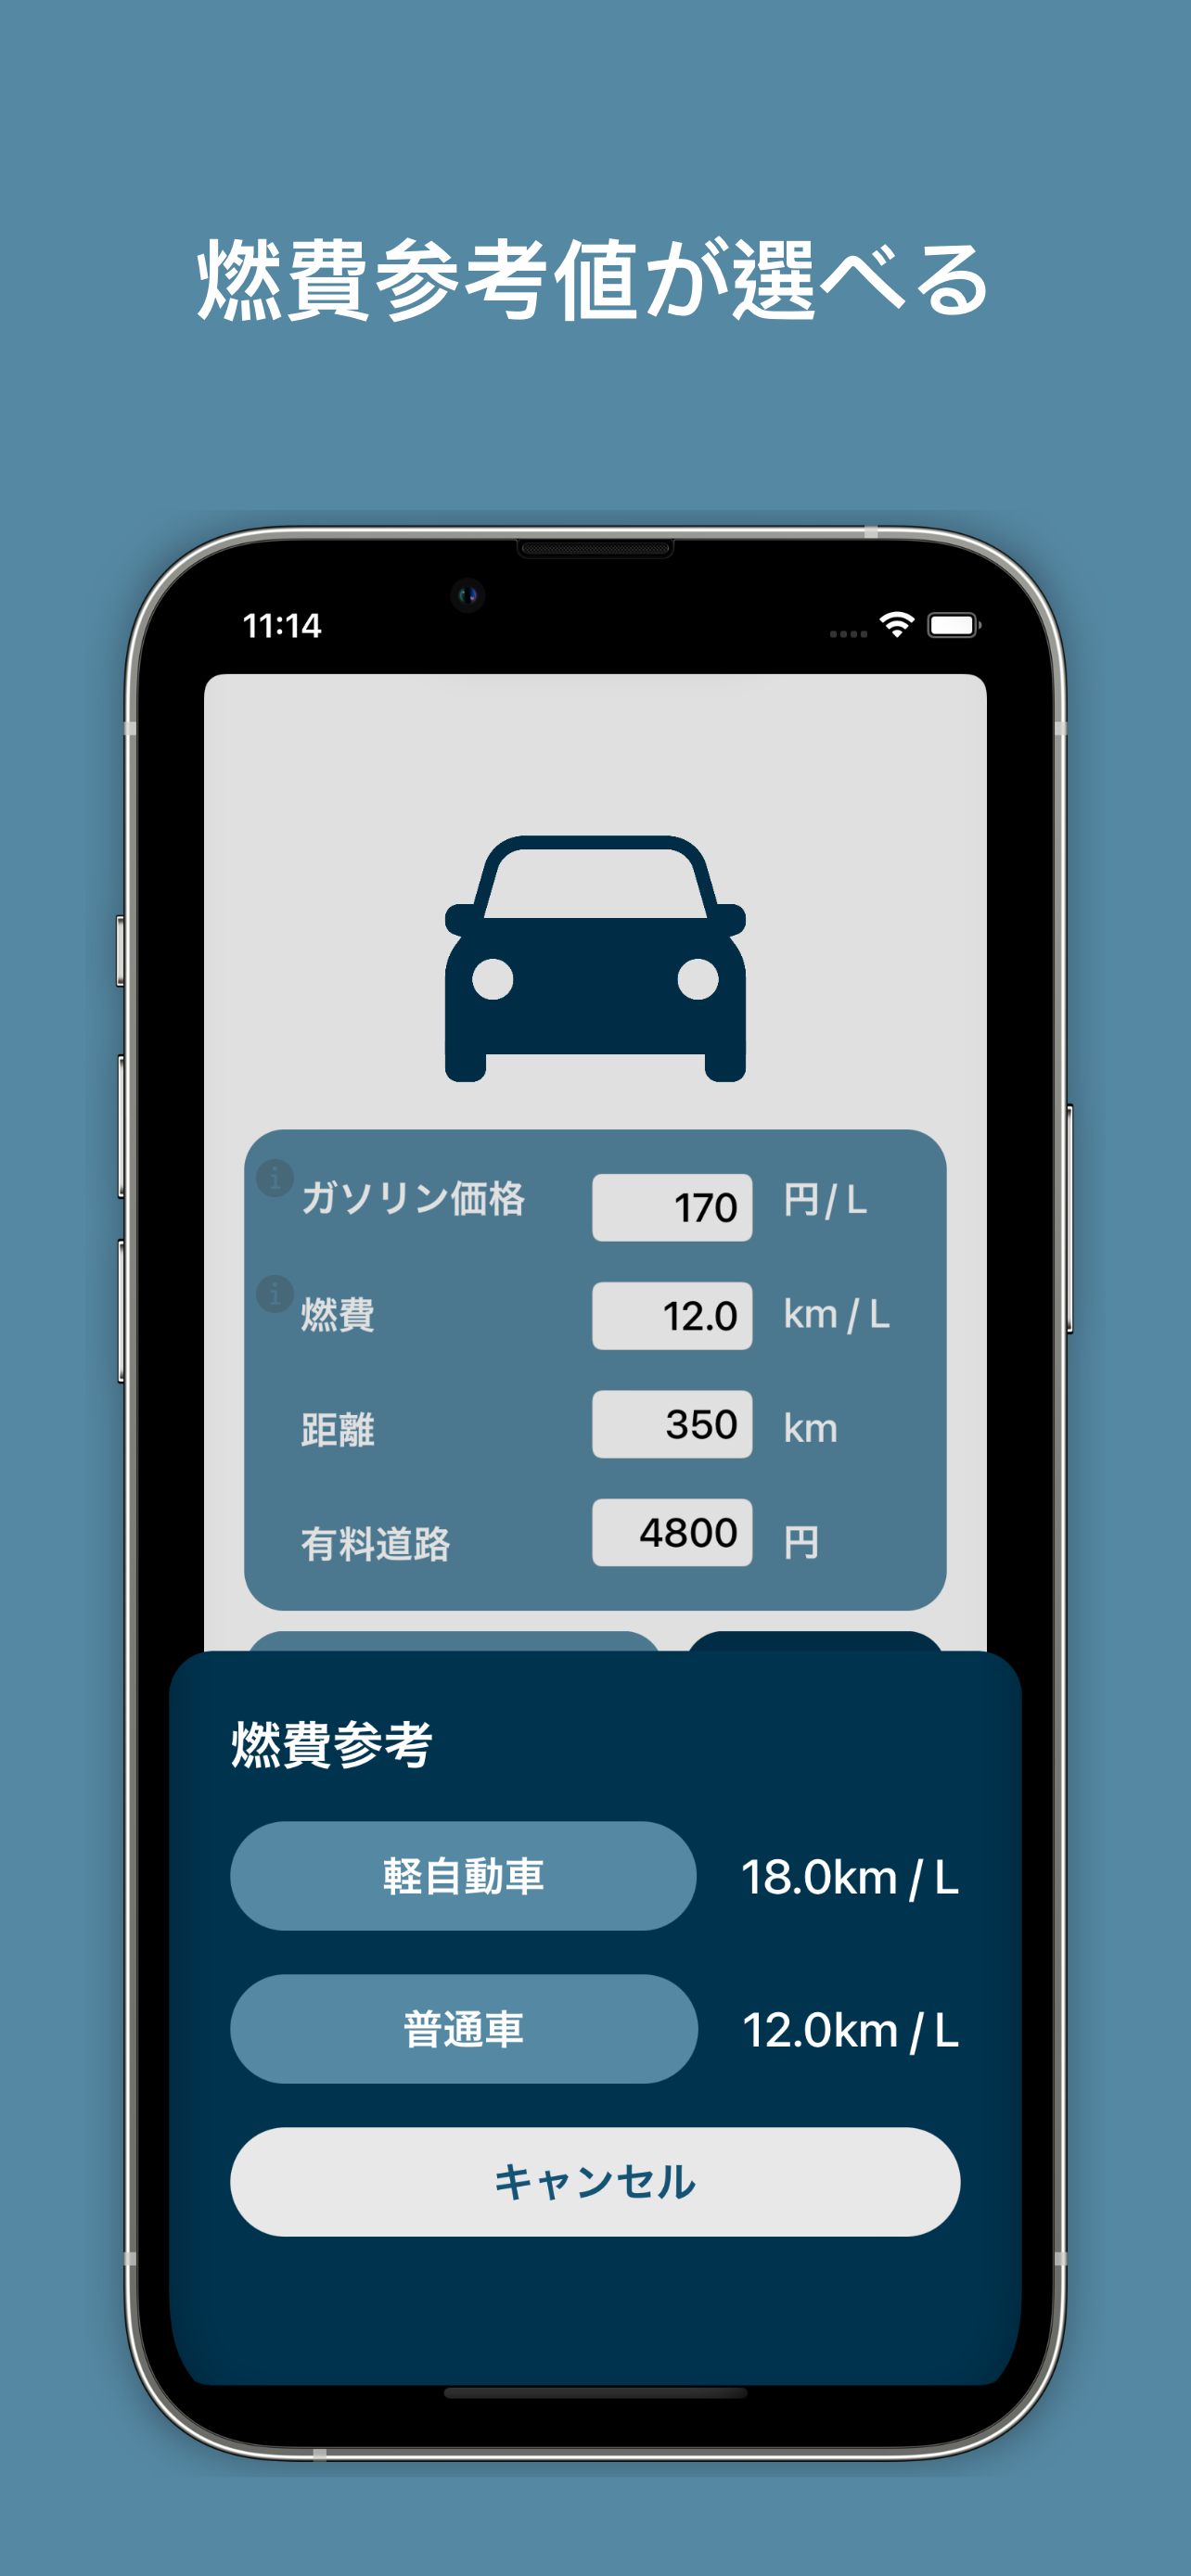 燃費参考値が選べる
11:14
ガソリン価格 170 円 / L
燃費 12.0 km / L
距離 350 km
有料道路 4800 円
燃費参考
軽自動車 18.0km / L
普通車 12.0km / L
キャンセル